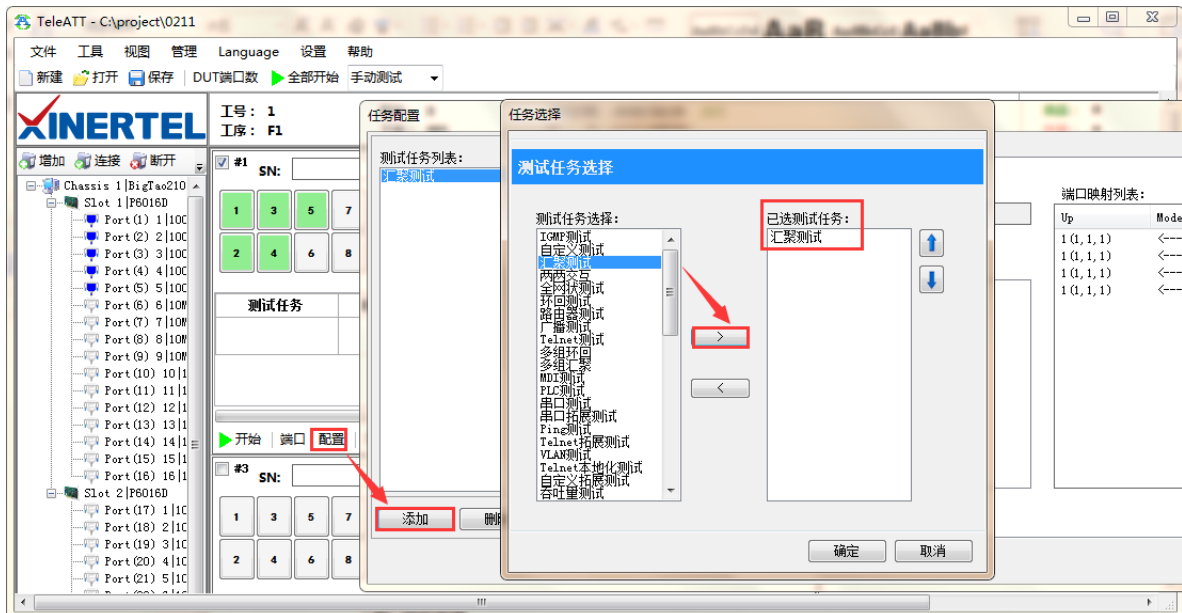 TeleATT - C:\project\0211
文件 工具 视图 管理 Language 设置 帮助
新建 打开 保存 DUT端口数 全部开始 手动测试
XINERTEL
工号: 1
工序: F1
增加 连接 断开
Chassis 1|BigTao210
Slot 1|P6016D
Port(1) 1|100
Port(2) 2|100
Port(3) 3|100
Port(4) 4|100
Port(5) 5|100
Port(6) 6|10M
Port(7) 7|10M
Port(8) 8|10M
Port(9) 9|10M
Port(10) 10|1
Port(11) 11|1
Port(12) 12|1
Port(13) 13|1
Port(14) 14|1
Port(15) 15|1
Port(16) 16|1
Slot 2|P6016D
Port(17) 1|10
Port(18) 2|10
Port(19) 3|10
Port(20) 4|10
Port(21) 5|10
#1 SN:
1 3 5 7
2 4 6 8
测试任务
开始 端口 配置
#3 SN:
1 3 5 7
2 4 6 8
任务配置
测试任务列表:
汇聚测试
添加
任务选择
测试任务选择
测试任务选择:
IGMP测试
自定义测试
汇聚测试
两两交互
全网状测试
环回测试
路由器测试
广播测试
Telnet测试
多组环回
多组汇聚
MDI测试
PLC测试
串口测试
串口拓展测试
Ping测试
Telnet拓展测试
VLAN测试
Telnet本地化测试
自定义拓展测试
吞吐量测试
>
<
已选测试任务:
汇聚测试
确定 取消
端口映射列表:
Up Mode
1(1,1,1) <---
1(1,1,1) <---
1(1,1,1) <---
1(1,1,1) <---